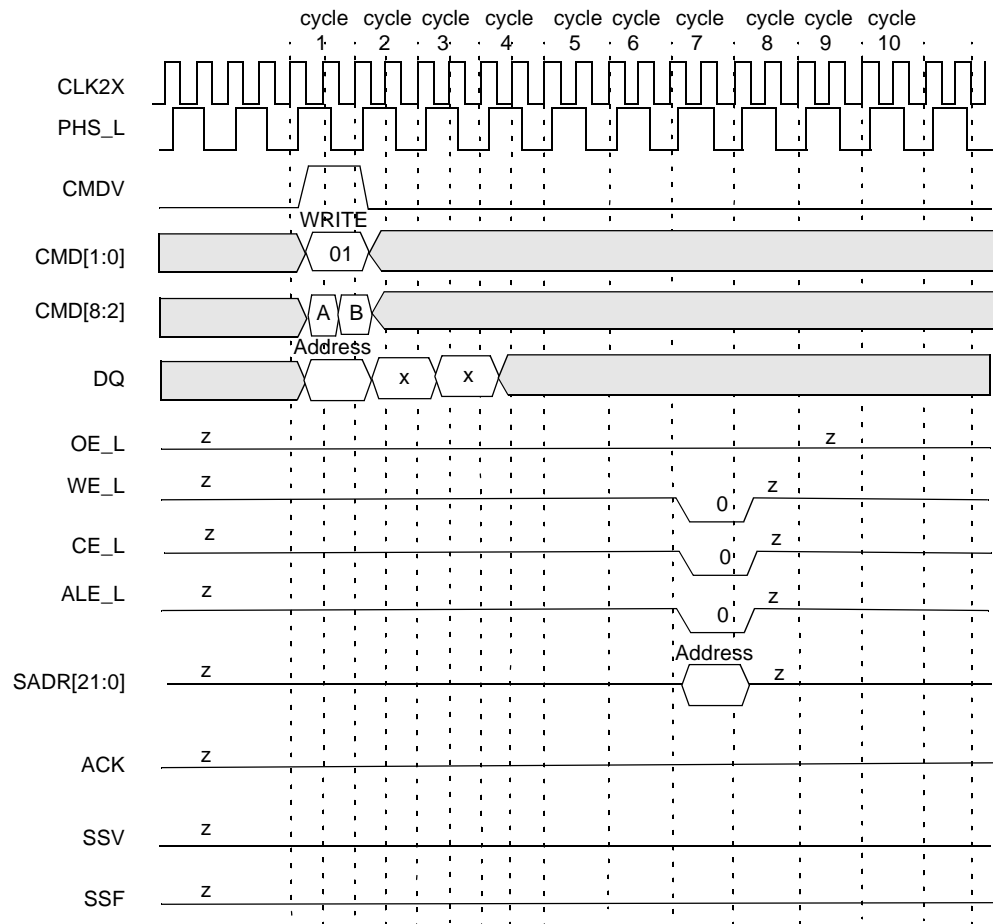 cycle cycle cycle cycle cycle cycle cycle cycle cycle cycle
1 2 3 4 5 6 7 8 9 10
CLK2X
PHS_L
CMDV
WRITE
CMD[1:0] 01
CMD[8:2] A B
Address
DQ x x
OE_L z z
WE_L z 0 z
CE_L z 0 z
ALE_L z 0 z
Address
SADR[21:0] z z
ACK z
SSV z
SSF z